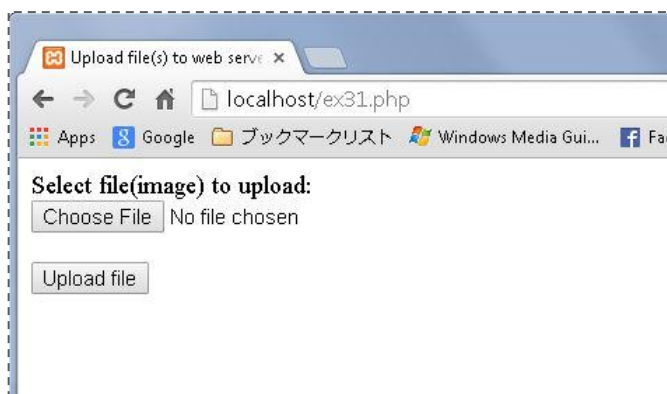 Upload file(s) to web serve
localhost/ex31.php
Apps Google ブックマークリスト Windows Media Gui... Fa
Select file(image) to upload:
Choose File No file chosen
Upload file